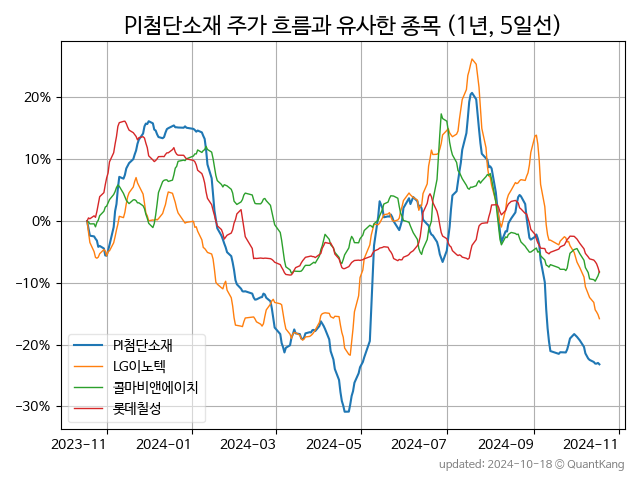 PI첨단소재 주가 흐름과 유사한 종목 (1년, 5일선)
20%
10%
0%
−10%
−20%
−30%
PI첨단소재
LG이노텍
콜마비앤에이치
롯데칠성
2023-11
2024-01
2024-03
2024-05
2024-07
2024-09
2024-11
updated: 2024-10-18 © QuantKang